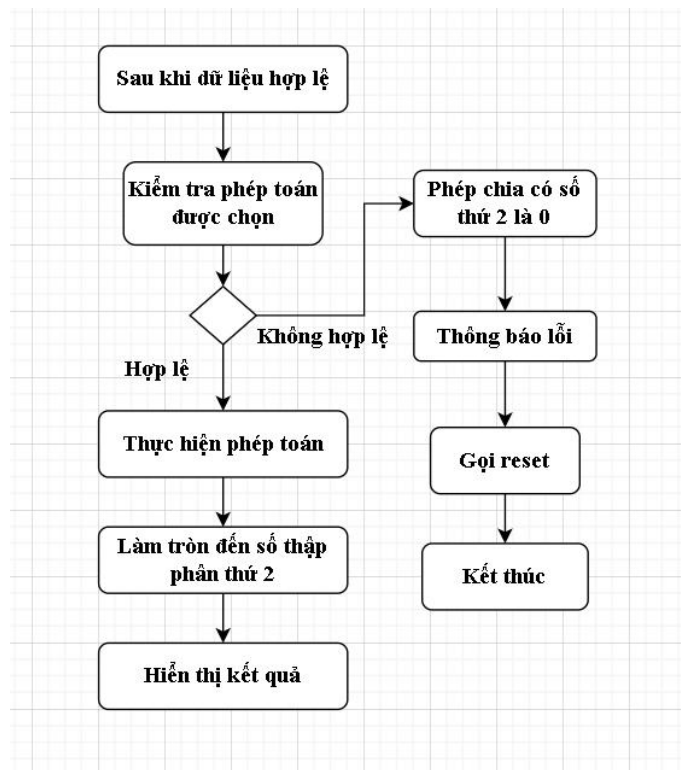 Sau khi dữ liệu hợp lệ
Kiểm tra phép toán
được chọn
Phép chia có số
thứ 2 là 0
Không hợp lệ
Thông báo lỗi
Hợp lệ
Thực hiện phép toán
Gọi reset
Làm tròn đến số thập
phân thứ 2
Kết thúc
Hiển thị kết quả